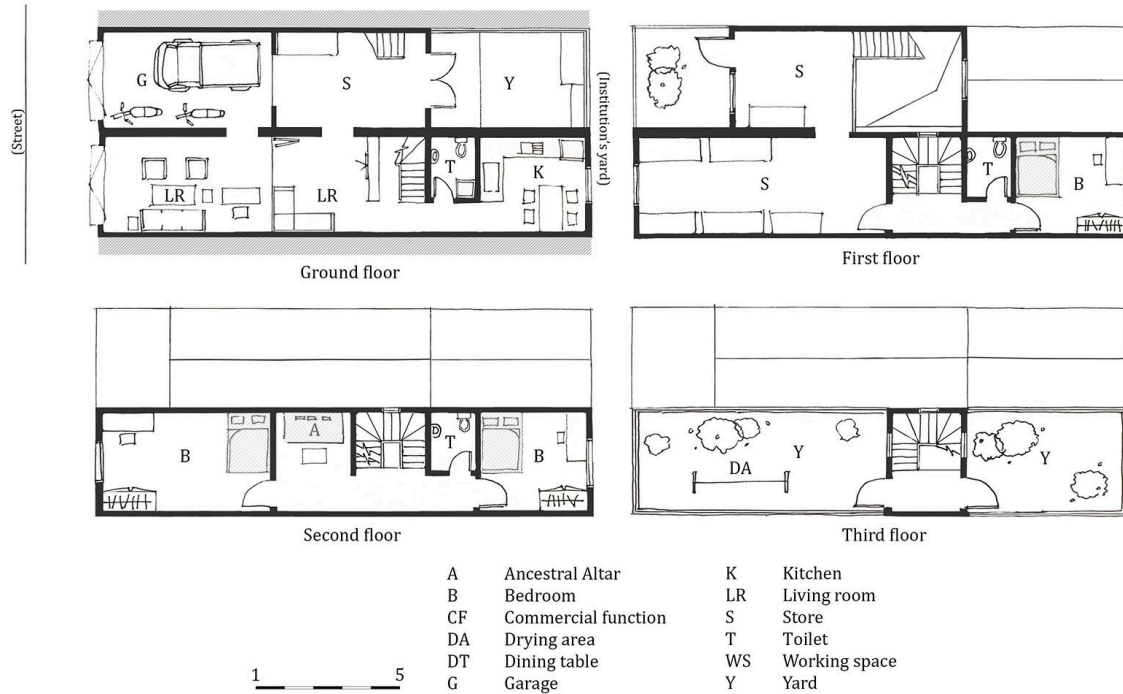 (Street)
G
S
Y
(Institution's yard)
LR
LR
T
K
Ground floor
S
S
T
B
First floor
B
A
T
B
Second floor
DA
Y
Y
Third floor
A Ancestral Altar
B Bedroom
CF Commercial function
DA Drying area
DT Dining table
G Garage
K Kitchen
LR Living room
S Store
T Toilet
WS Working space
Y Yard
1 5